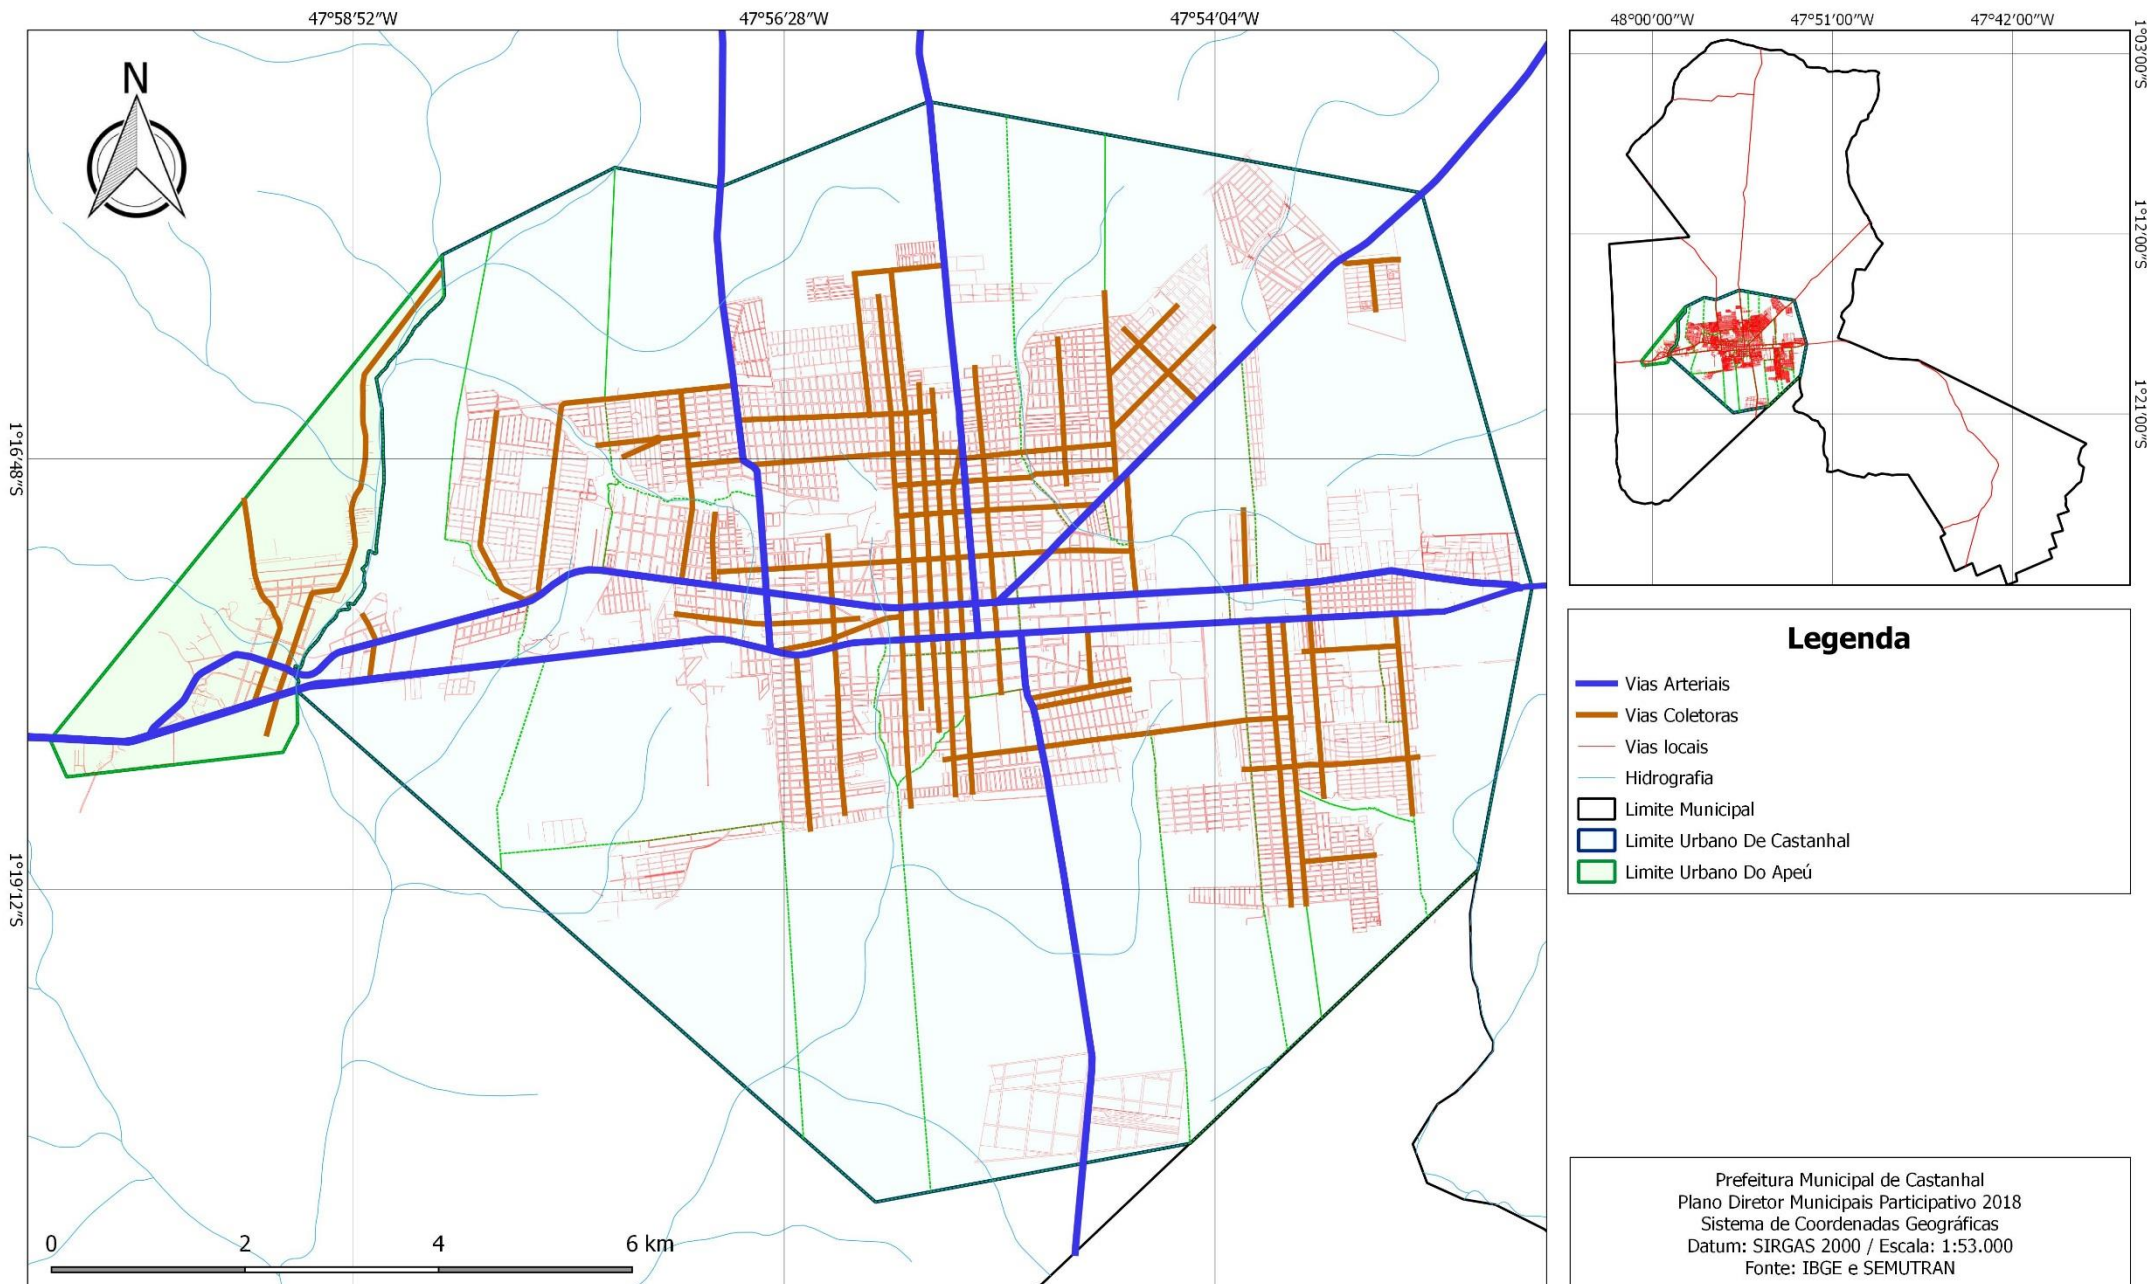 47°58′52″W
47°56′28″W
47°54′04″W
N
1°16′48″S
1°19′12″S
0
2
4
6 km
48°00′00″W
47°51′00″W
47°42′00″W
1°03′00″S
1°12′00″S
1°21′00″S
Legenda
Vias Arteriais
Vias Coletoras
Vias locais
Hidrografia
Limite Municipal
Limite Urbano De Castanhal
Limite Urbano Do Apeú
Prefeitura Municipal de Castanhal
Plano Diretor Municipais Participativo 2018
Sistema de Coordenadas Geográficas
Datum: SIRGAS 2000 / Escala: 1:53.000
Fonte: IBGE e SEMUTRAN